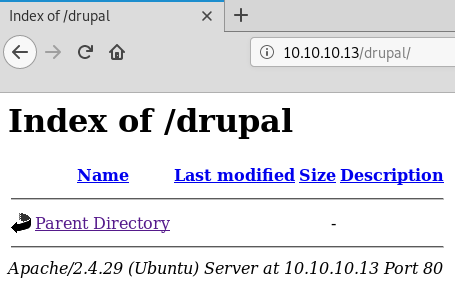 Index of /drupal
10.10.10.13/drupal/
Index of /drupal
Name Last modified Size Description
Parent Directory -
Apache/2.4.29 (Ubuntu) Server at 10.10.10.13 Port 80